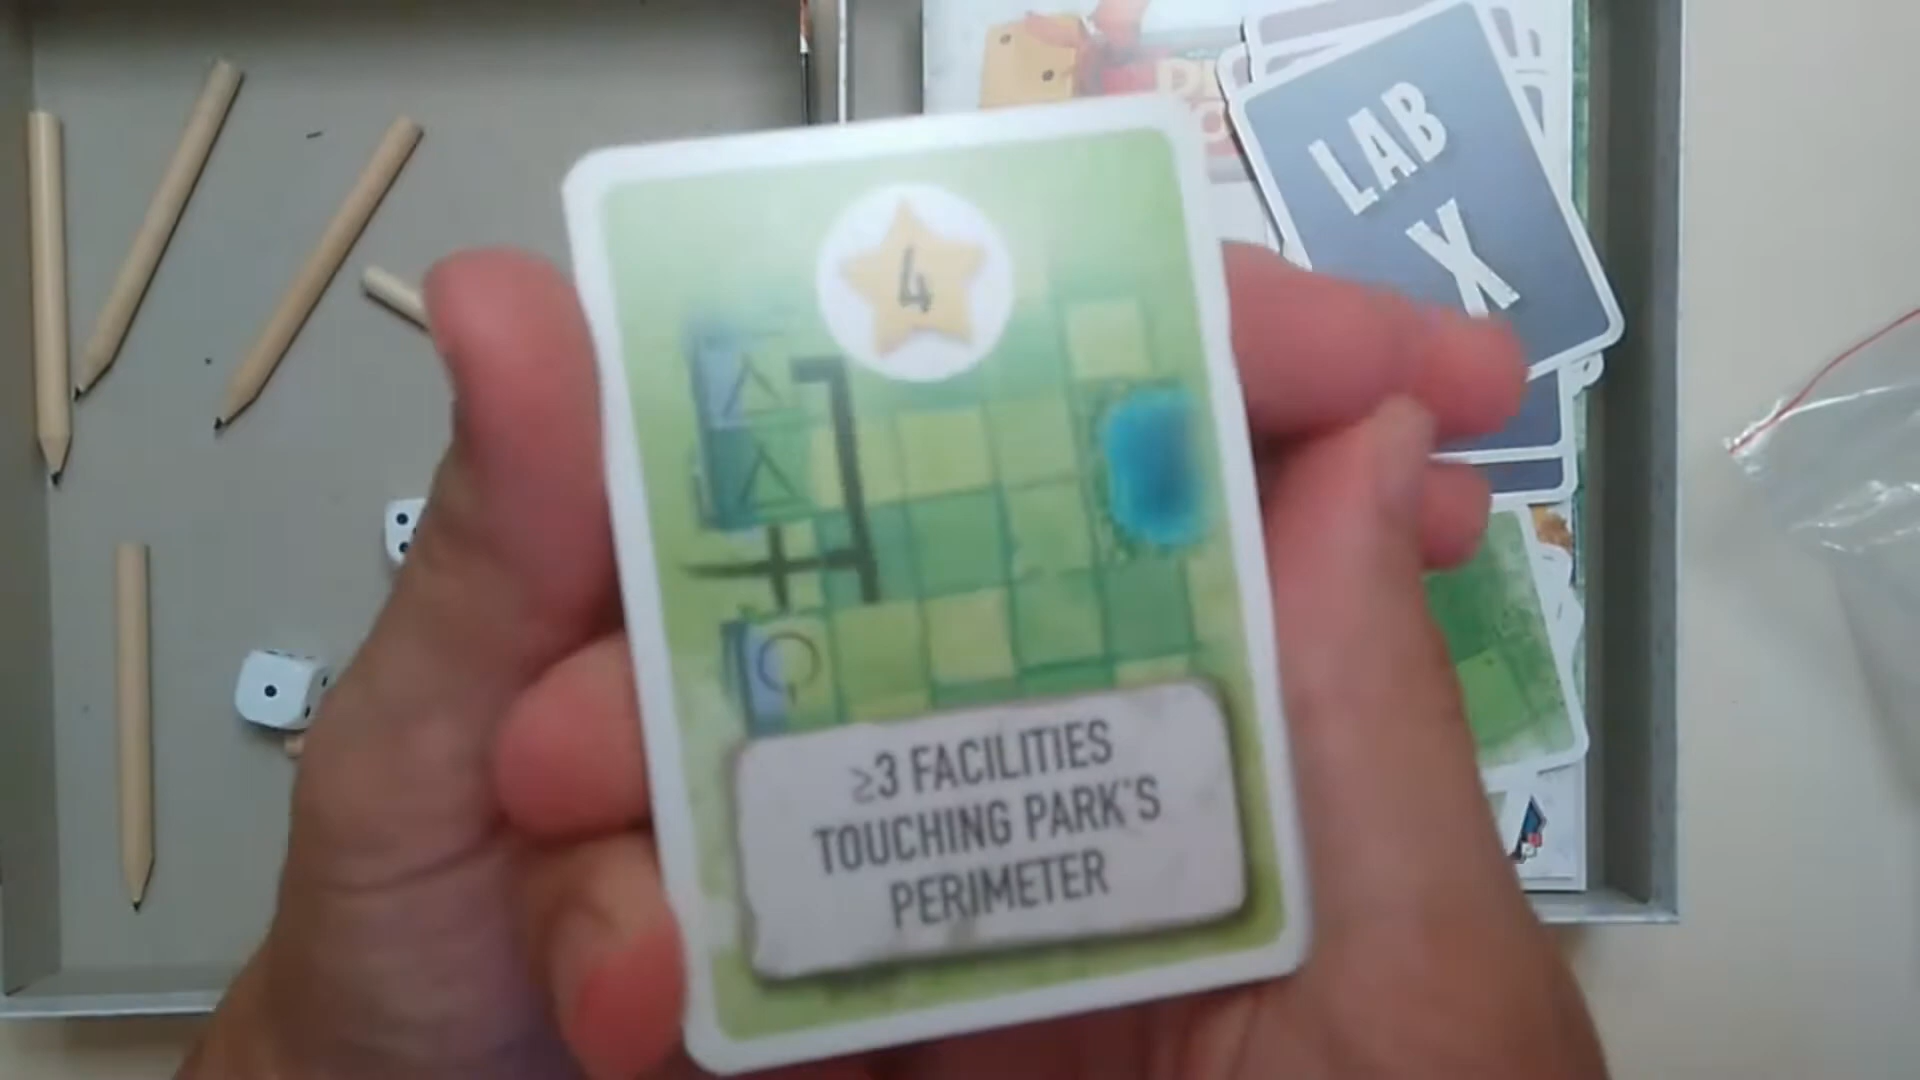 LAB
X
4
≥3 FACILITIES
TOUCHING PARK'S
PERIMETER